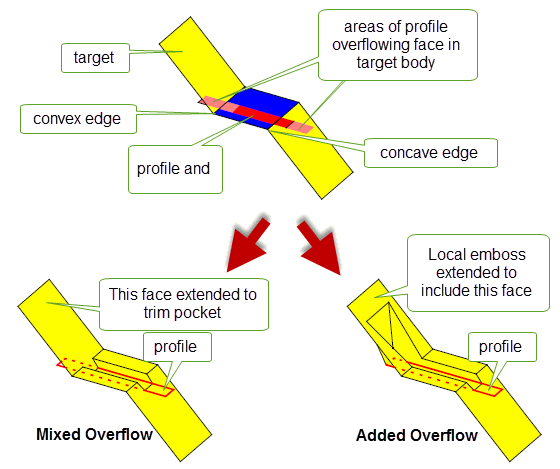 target
areas of profile
overflowing face in
target body
convex edge
profile and
concave edge
This face extended to
trim pocket
profile
Mixed Overflow
Local emboss
extended to
include this face
profile
Added Overflow